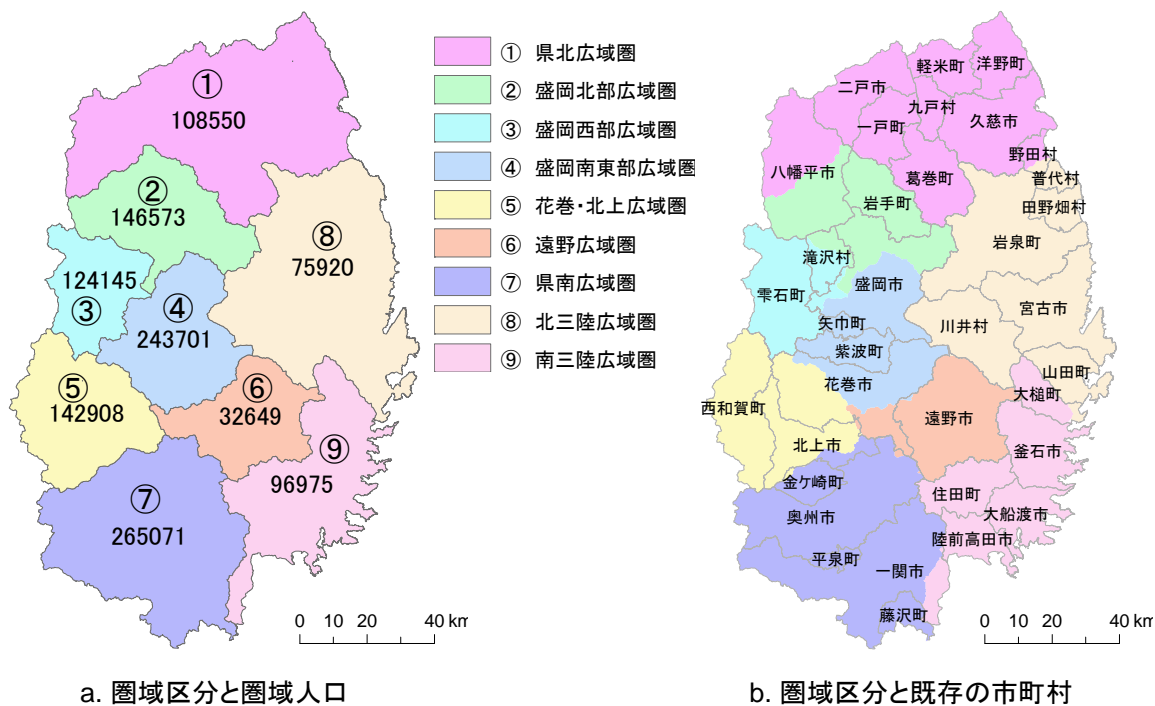 ①
108550
②
146573
124145
③
④
243701
⑤
142908
⑥
32649
⑦
265071
⑧
75920
⑨
96975
0 10 20 40 km
① 県北広域圏
② 盛岡北部広域圏
③ 盛岡西部広域圏
④ 盛岡南東部広域圏
⑤ 花巻・北上広域圏
⑥ 遠野広域圏
⑦ 県南広域圏
⑧ 北三陸広域圏
⑨ 南三陸広域圏
軽米町
洋野町
二戸市
九戸村
一戸町
久慈市
野田村
八幡平市
葛巻町
普代村
岩手町
田野畑村
岩泉町
滝沢村
盛岡市
雫石町
宮古市
矢巾町
川井村
紫波町
山田町
花巻市
大槌町
西和賀町
遠野市
北上市
釜石市
金ケ崎町
住田町
奥州市
大船渡市
陸前高田市
平泉町
一関市
藤沢町
0 10 20 40 km
a. 圏域区分と圏域人口
b. 圏域区分と既存の市町村